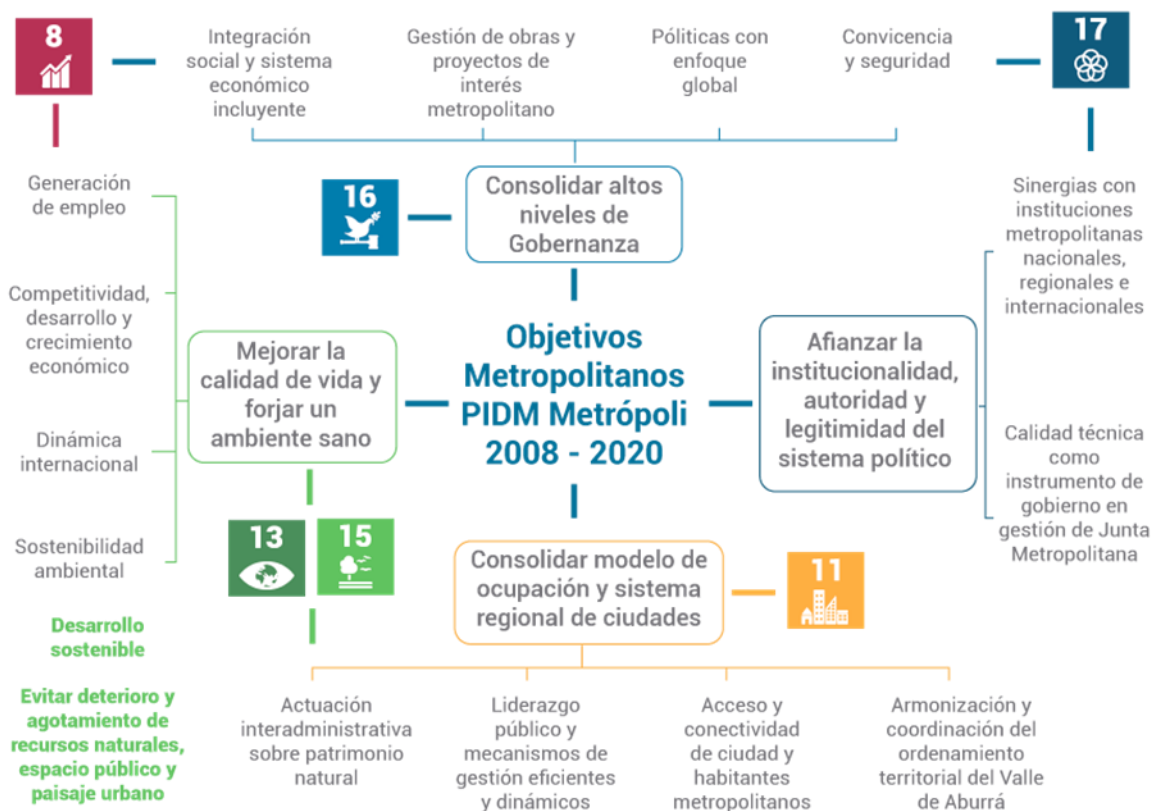 8
Integración
social y sistema
económico
incluyente
Gestión de obras y
proyectos de
interés
metropolitano
Póliticas con
enfoque
global
Convicencia
y seguridad
17
Generación
de empleo
Competitividad,
desarrollo y
crecimiento
económico
Dinámica
internacional
Sostenibilidad
ambiental
Desarrollo
sostenible
Evitar deterioro y
agotamiento de
recursos naturales,
espacio público y
paisaje urbano
16
Consolidar altos
niveles de
Gobernanza
Mejorar la
calidad de vida y
forjar un
ambiente sano
Objetivos
Metropolitanos
PIDM Metrópoli
2008 - 2020
Afianzar la
institucionalidad,
autoridad y
legitimidad del
sistema político
Sinergias con
instituciones
metropolitanas
nacionales,
regionales e
internacionales
Calidad técnica
como
instrumento de
gobierno en
gestión de Junta
Metropolitana
13
15
Consolidar modelo de
ocupación y sistema
regional de ciudades
11
Actuación
interadministrativa
sobre patrimonio
natural
Liderazgo
público y
mecanismos de
gestión eficientes
y dinámicos
Acceso y
conectividad
de ciudad y
habitantes
metropolitanos
Armonización y
coordinación del
ordenamiento
territorial del Valle
de Aburrá